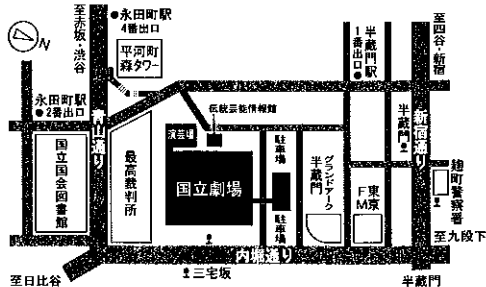 N
至赤坂・渋谷
●永田町駅
4番出口
平河町
森タワー
半蔵門駅
1番出口●
至四谷・新宿
永田町駅
●2番出口
青山通り
伝統芸能情報館
演芸場
駐車場
半蔵門
新宿通り
国立国会図書館
最高裁判所
国立劇場
グランドアーク
半蔵門
FM東京
麹町警察署
駐車場
内堀通り
至九段下
至日比谷
三宅坂
半蔵門